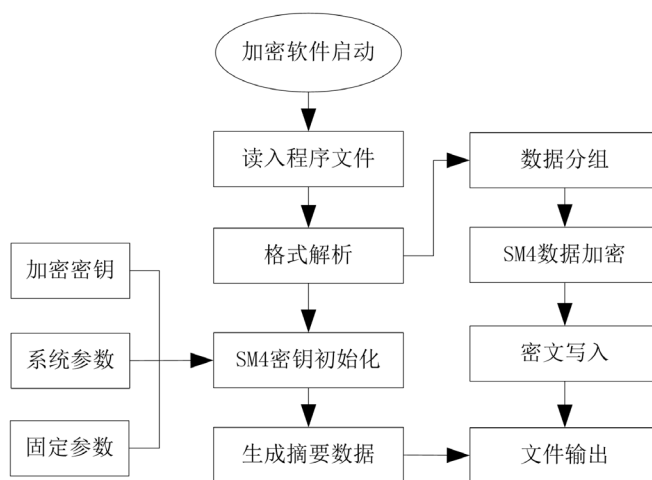 加密软件启动
读入程序文件
数据分组
格式解析
SM4数据加密
加密密钥
系统参数
SM4密钥初始化
密文写入
固定参数
生成摘要数据
文件输出